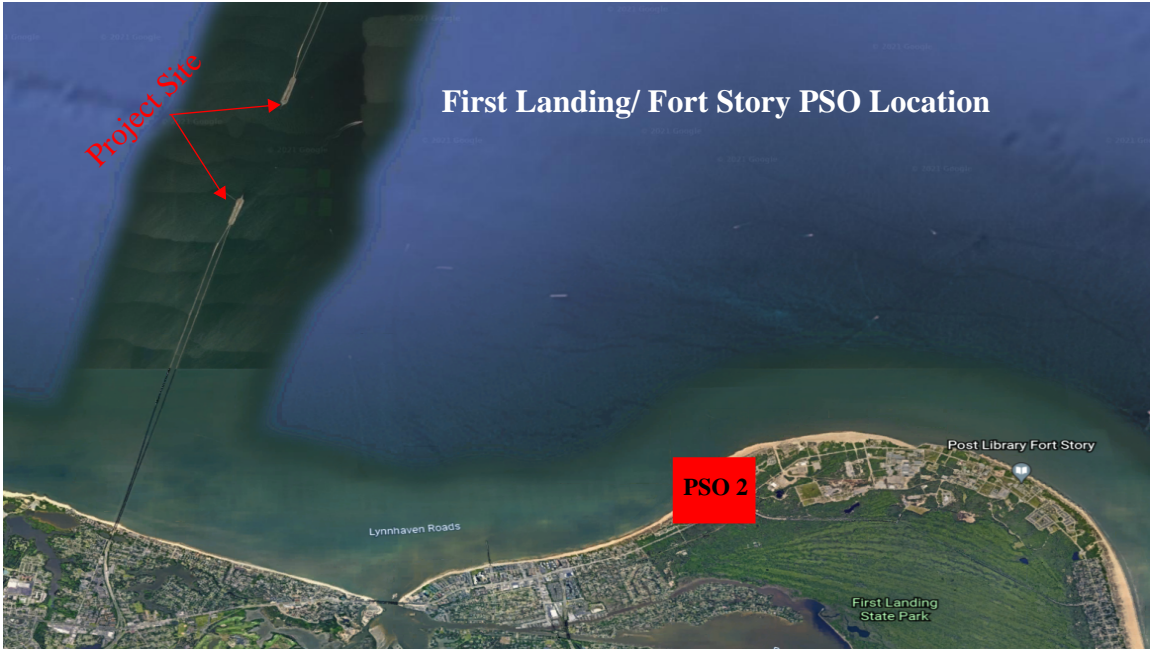 First Landing/ Fort Story PSO Location
Project Site
Post Library Fort Story
PSO 2
Lynnhaven Roads
First Landing
State Park